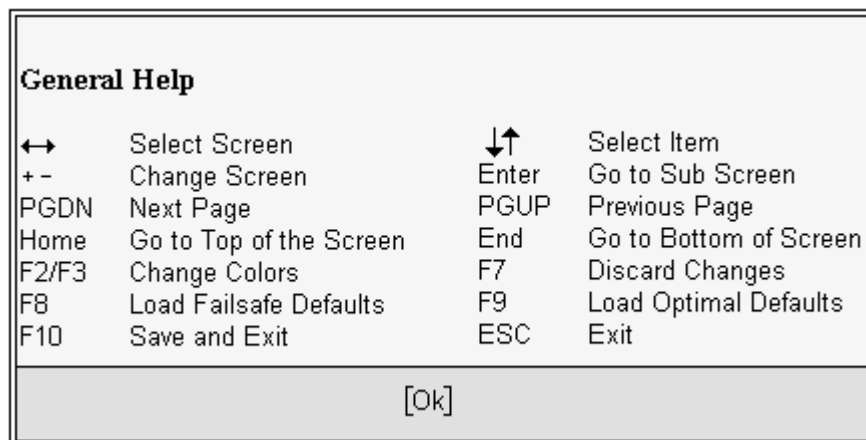 General Help
↔ Select Screen ↓↑ Select Item
+ - Change Screen Enter Go to Sub Screen
PGDN Next Page PGUP Previous Page
Home Go to Top of the Screen End Go to Bottom of Screen
F2/F3 Change Colors F7 Discard Changes
F8 Load Failsafe Defaults F9 Load Optimal Defaults
F10 Save and Exit ESC Exit
[Ok]